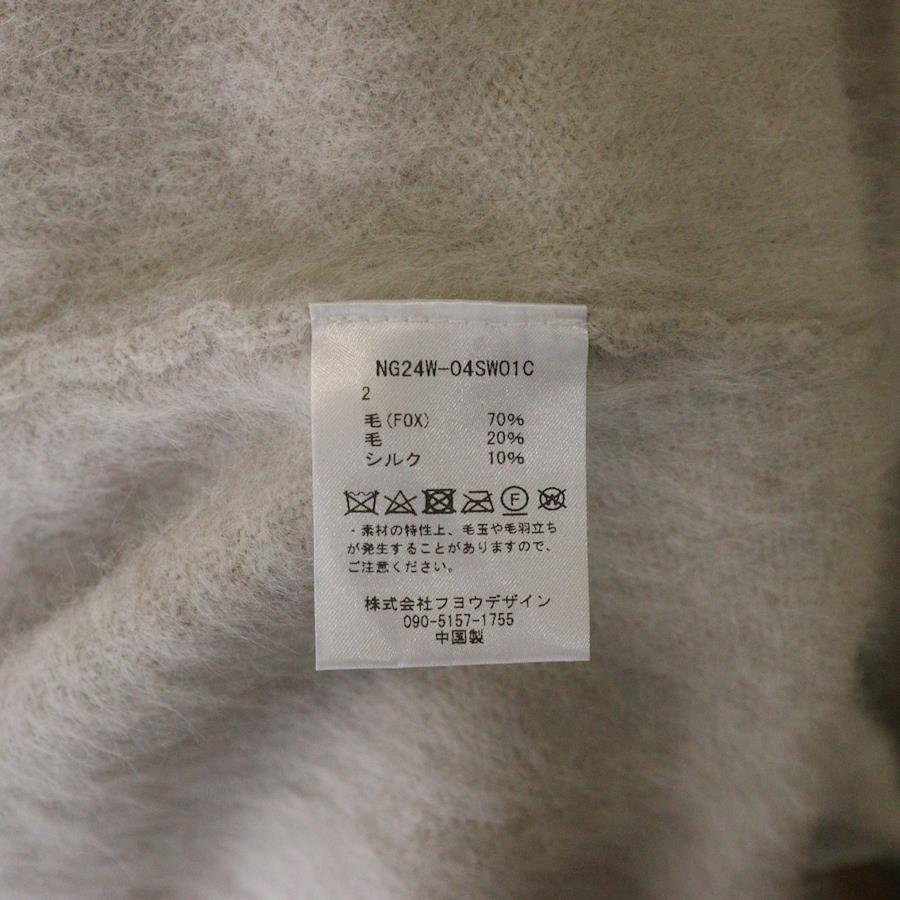 NG24W-04SW01C
2
毛(FOX) 70%
毛 20%
シルク 10%
F W
・素材の特性上、毛玉や毛羽立ち
が発生することがありますので、
ご注意ください。
株式会社フヨウデザイン
090-5157-1755
中国製